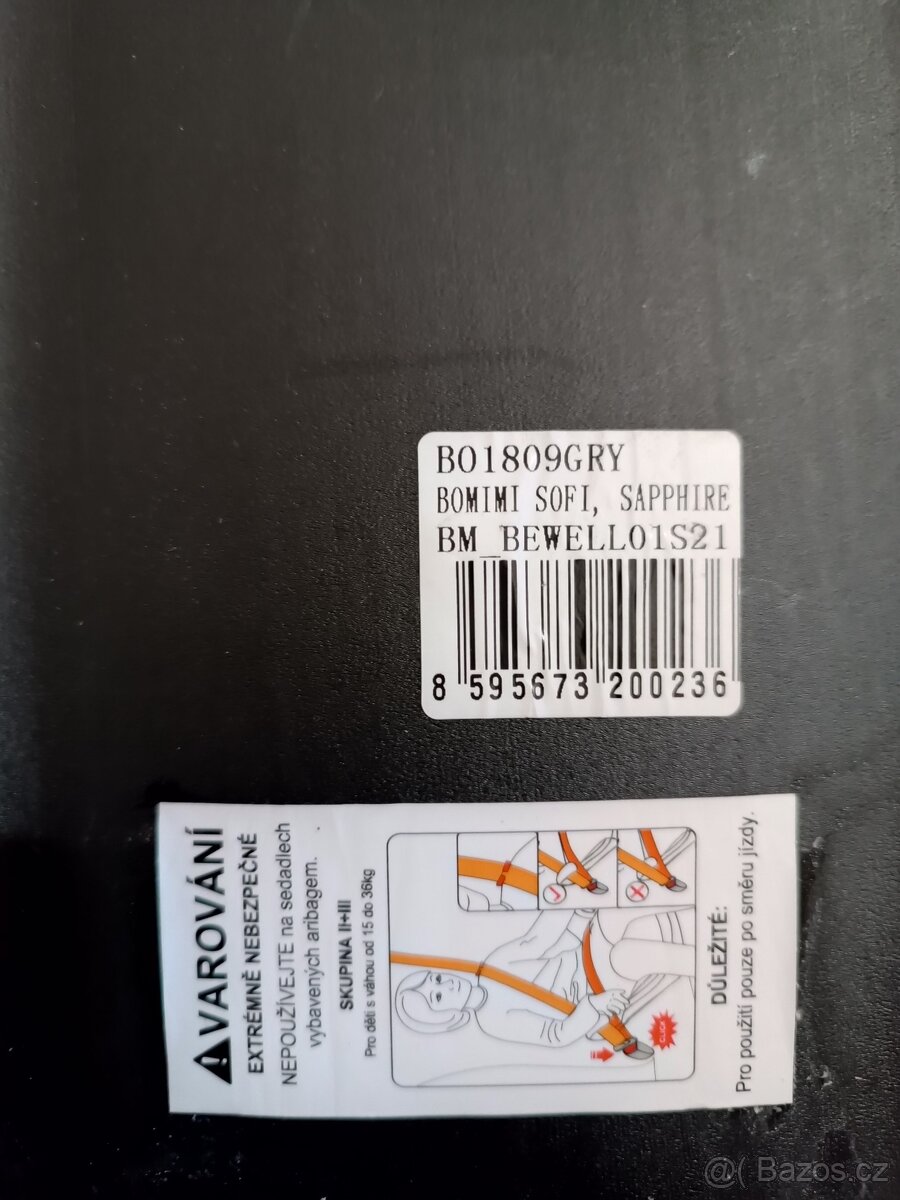 BO1809GRY
BOMIMI SOFI, SAPPHIRE
BM_BEWELL01S21
8 595673 200236
VAROVÁNÍ
EXTRÉMNĚ NEBEZPEČNÉ
NEPOUŽÍVEJTE na sedadlech
vybavených aribagem.
SKUPINA II+III
Pro děti s váhou od 15 do 36kg
CLICK
DŮLEŽITÉ:
Pro použití pouze po směru jízdy.
@( Bazos.cz